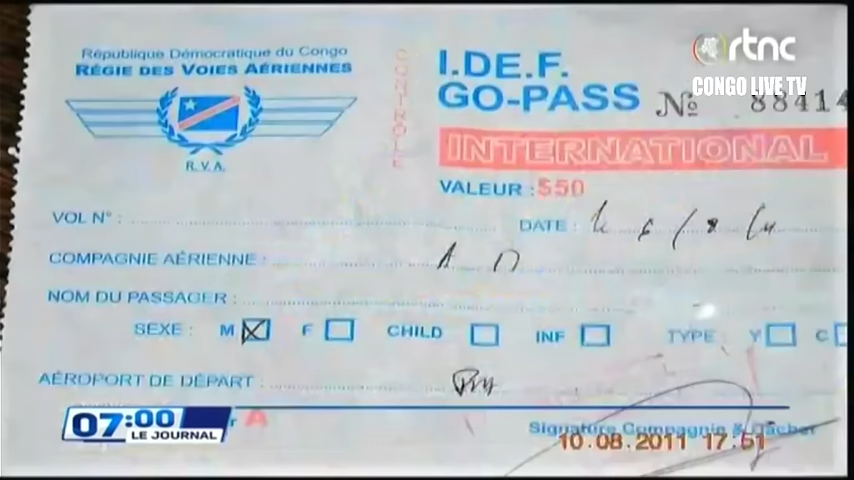 rtnc
CONGO LIVE TV
République Démocratique du Congo
RÉGIE DES VOIES AÉRIENNES
R.V.A.
CONTROLE
I.DE.F.
GO-PASS № 88414
INTERNATIONAL
VALEUR : $50
VOL N° :
DATE :
COMPAGNIE AÉRIENNE :
NOM DU PASSAGER :
SEXE : M F CHILD INF TYPE : Y C
AÉROPORT DE DÉPART :
A
Signature Compagnie & Cachet
10.08.2011 17:51
07:00
LE JOURNAL